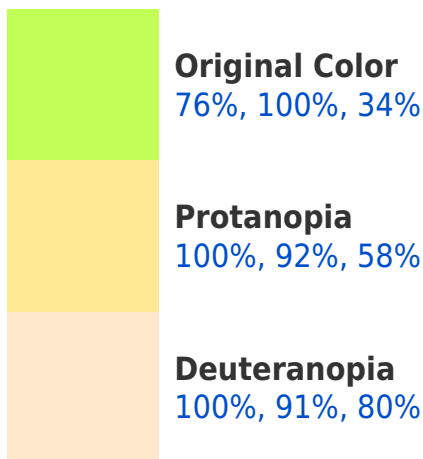 Original Color
76%, 100%, 34%
Protanopia
100%, 92%, 58%
Deuteranopia
100%, 91%, 80%